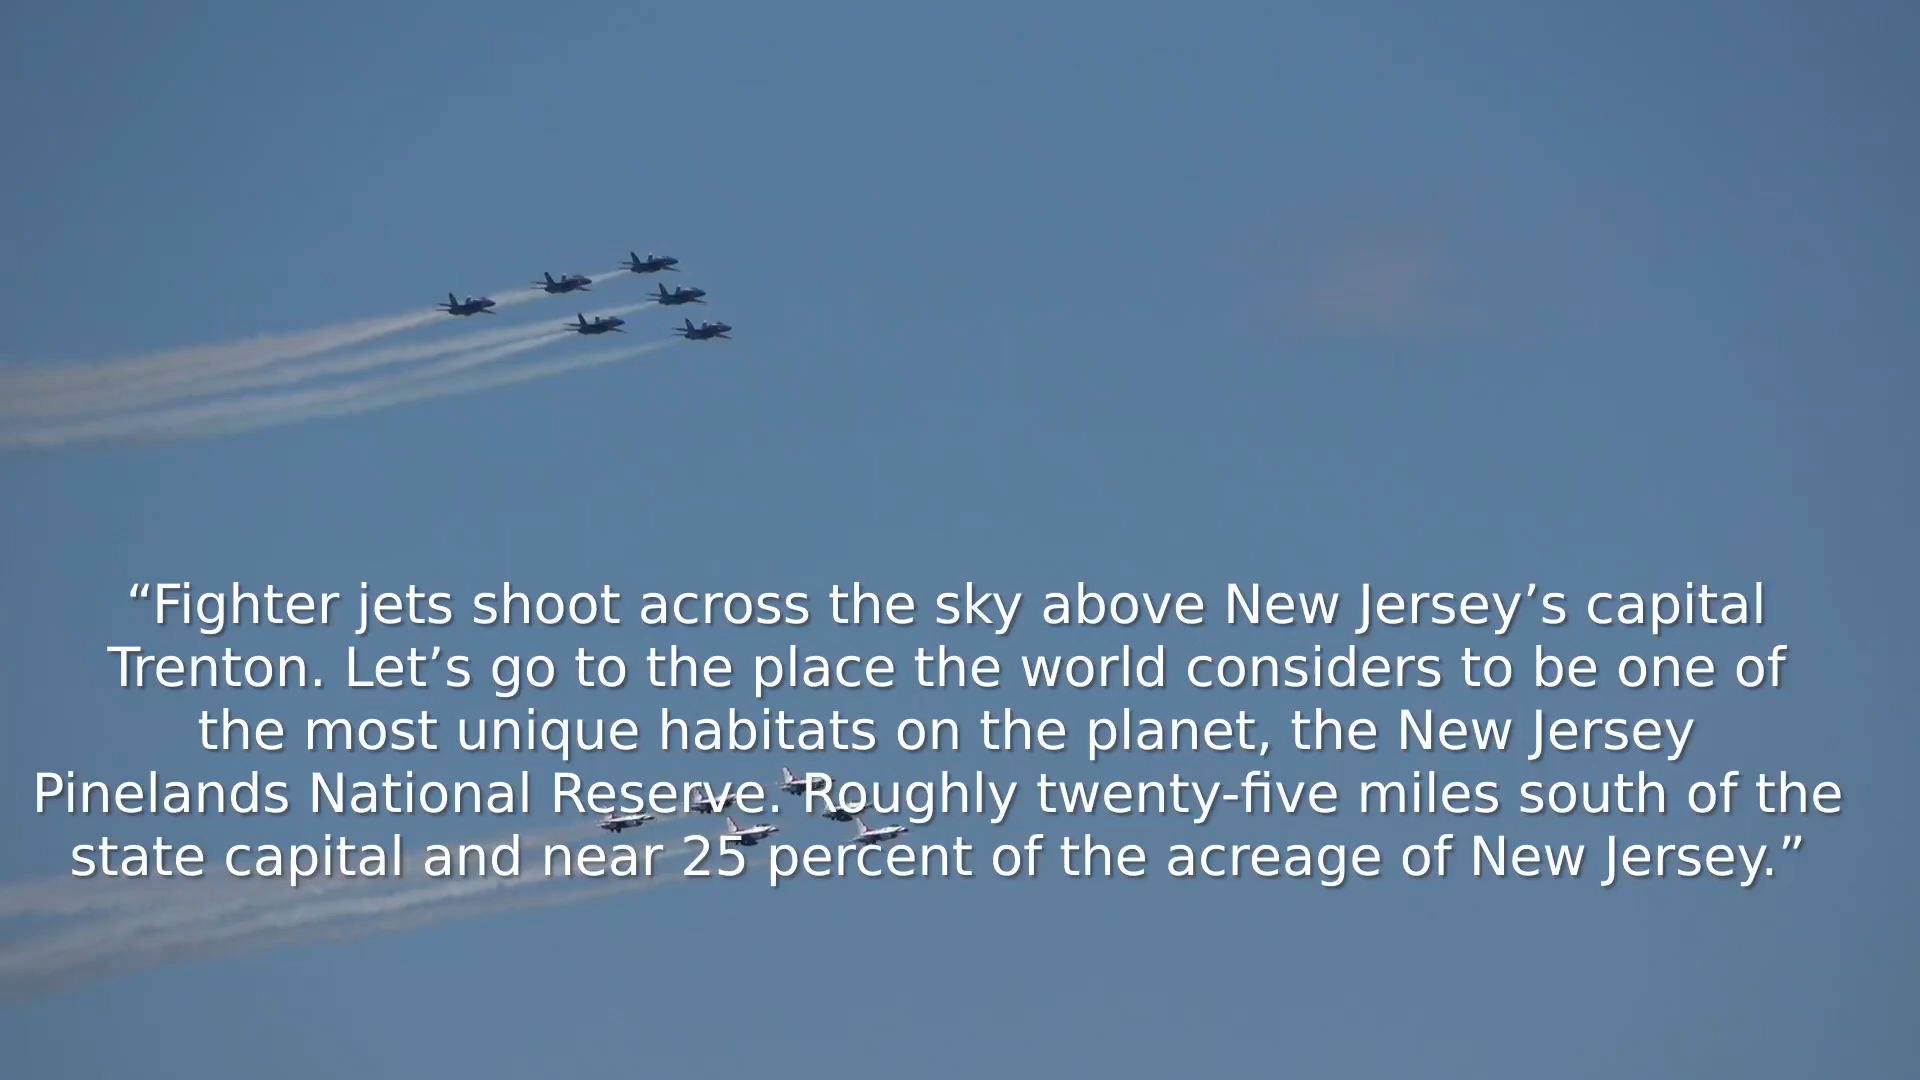 “Fighter jets shoot across the sky above New Jersey’s capital
Trenton. Let’s go to the place the world considers to be one of
the most unique habitats on the planet, the New Jersey
Pinelands National Reserve. Roughly twenty-five miles south of the
state capital and near 25 percent of the acreage of New Jersey.”